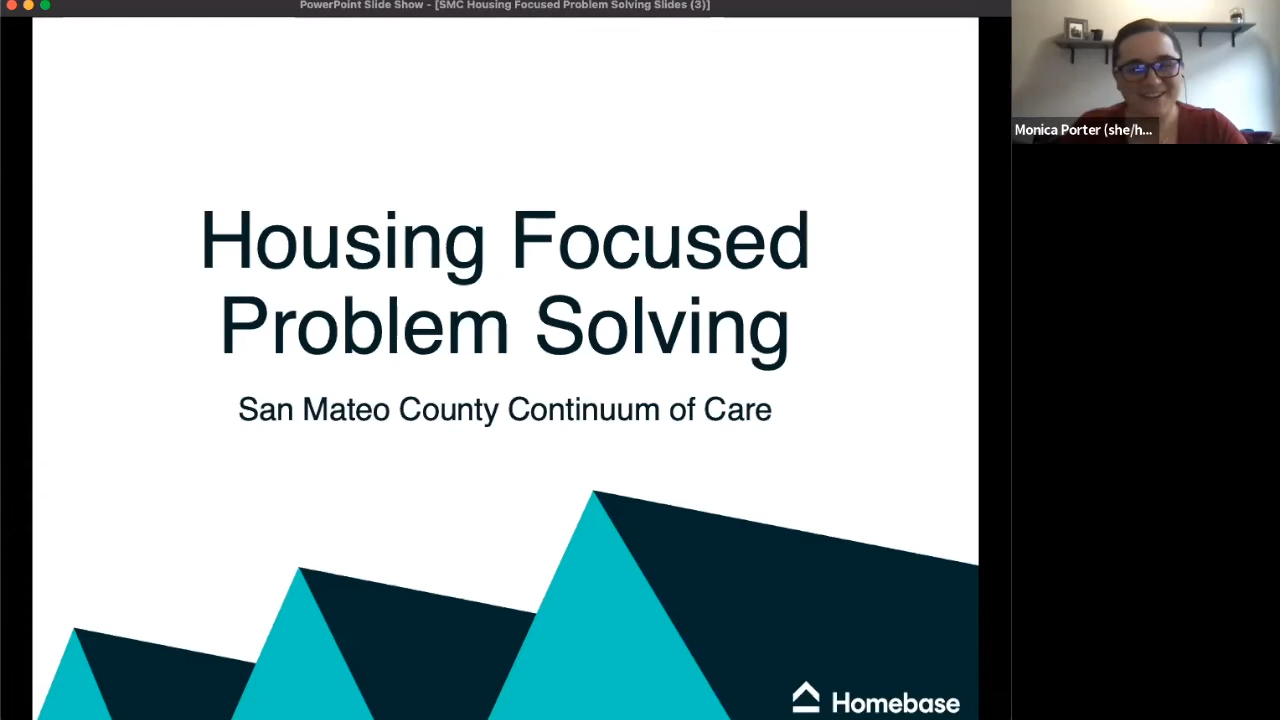 PowerPoint Slide Show - [SMC Housing Focused Problem Solving Slides (3)]
Monica Porter (she/h...
Housing Focused
Problem Solving
San Mateo County Continuum of Care
Homebase